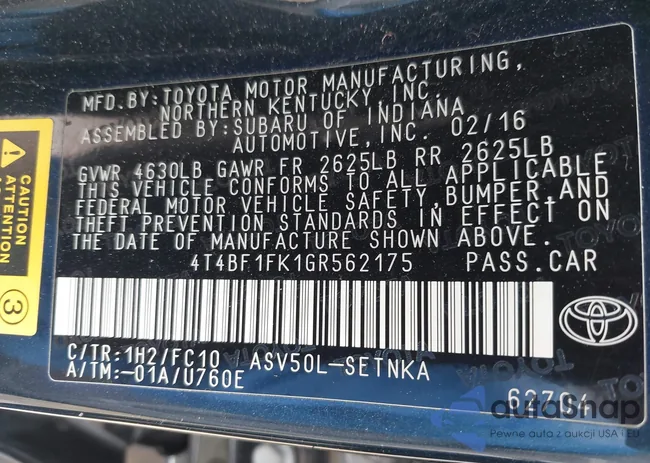 MFD.BY:TOYOTA MOTOR MANUFACTURING,
NORTHERN KENTUCKY,INC.
ASSEMBLED BY:SUBARU OF INDIANA
AUTOMOTIVE,INC. 02/16
GVWR 4630LB GAWR FR 2625LB RR 2625LB
THIS VEHICLE CONFORMS TO ALL APPLICABLE
FEDERAL MOTOR VEHICLE SAFETY,BUMPER,AND
THEFT PREVENTION STANDARDS IN EFFECT ON
THE DATE OF MANUFACTURE SHOWN ABOVE.
4T4BF1FK1GR562175 PASS.CAR
C/TR:1H2/FC10 ASV50L-SETNKA
A/TM:-01A/U760E
CAUTION
ATTENTION
3
autasnap
Pewne auta z aukcji USA i EU